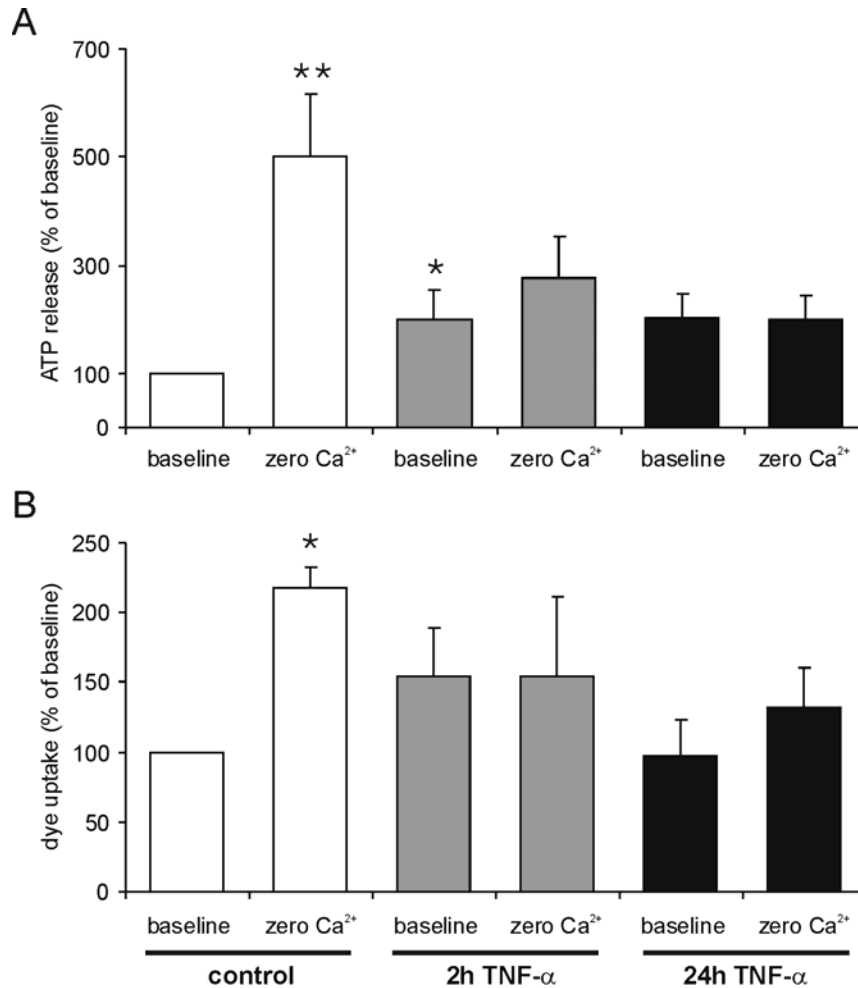 A
ATP release (% of baseline)
700
500
300
100
0
**
*
baseline zero Ca²⁺ baseline zero Ca²⁺ baseline zero Ca²⁺
B
dye uptake (% of baseline)
250
200
150
100
50
0
*
baseline zero Ca²⁺ baseline zero Ca²⁺ baseline zero Ca²⁺
control 2h TNF-α 24h TNF-α